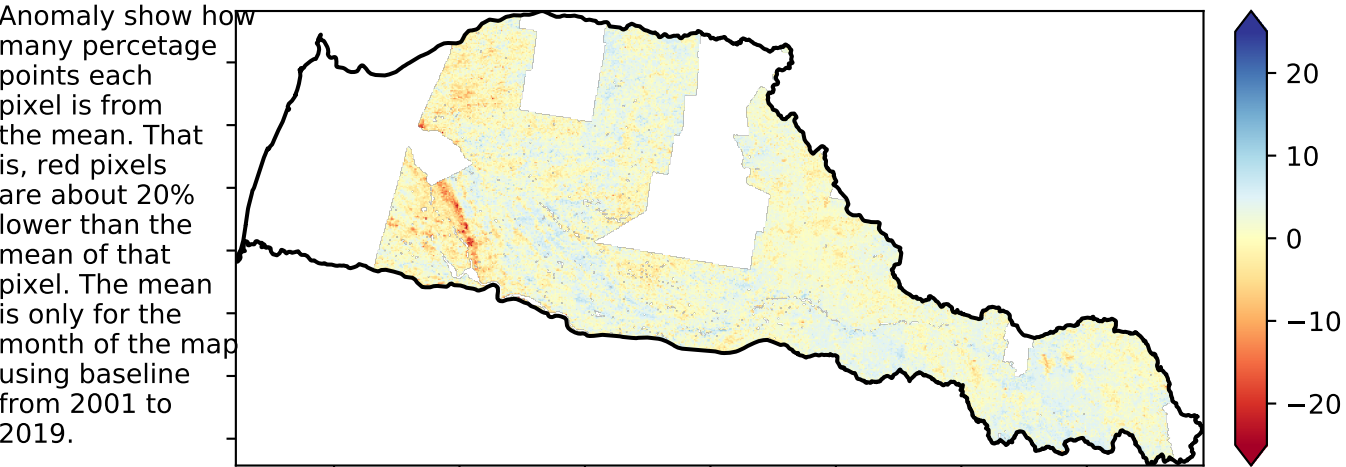 Anomaly show how
many percetage
points each
pixel is from
the mean. That
is, red pixels
are about 20%
lower than the
mean of that
pixel. The mean
is only for the
month of the map
using baseline
from 2001 to
2019.
20
10
0
−10
−20